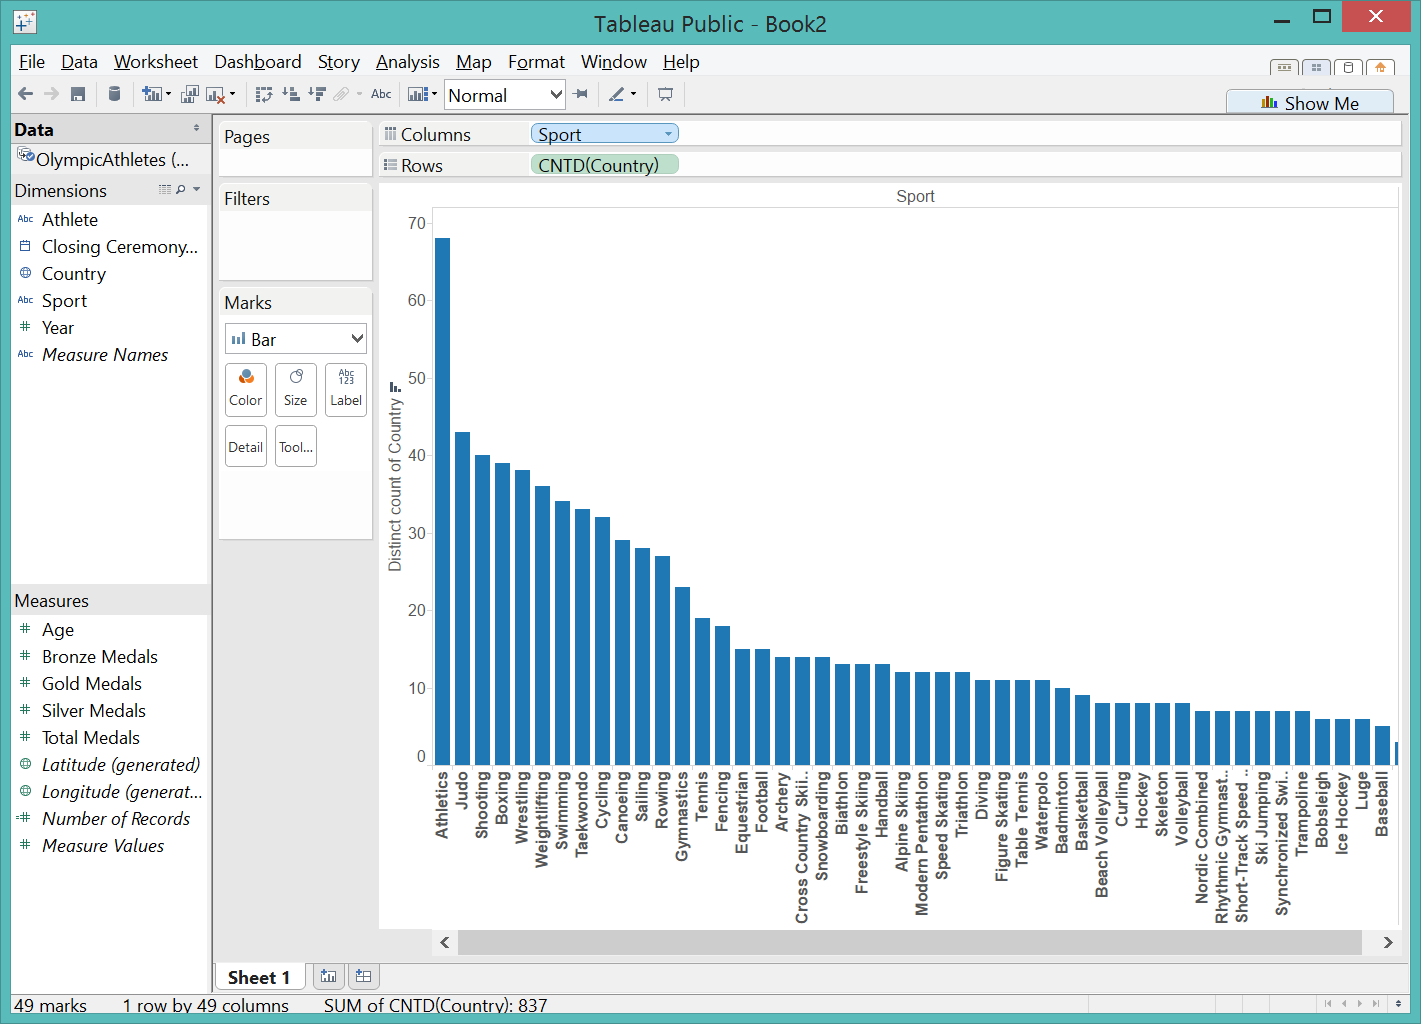 Tableau Public - Book2
File Data Worksheet Dashboard Story Analysis Map Format Window Help
Abc Normal
Show Me
Data
OlympicAthletes (...
Dimensions
Abc Athlete
Closing Ceremony...
Country
Abc Sport
# Year
Abc Measure Names
Measures
# Age
# Bronze Medals
# Gold Medals
# Silver Medals
# Total Medals
Latitude (generated)
Longitude (generat...
=# Number of Records
# Measure Values
Pages
Filters
Marks
Bar
Color
Size
Abc
123
Label
Detail
Tool...
Columns Sport
Rows CNTD(Country)
Sport
Distinct count of Country
70
60
50
40
30
20
10
0
Athletics
Judo
Shooting
Boxing
Wrestling
Weightlifting
Swimming
Taekwondo
Cycling
Canoeing
Sailing
Rowing
Gymnastics
Tennis
Fencing
Equestrian
Football
Archery
Cross Country Skii..
Snowboarding
Biathlon
Freestyle Skiing
Handball
Alpine Skiing
Modern Pentathlon
Speed Skating
Triathlon
Diving
Figure Skating
Table Tennis
Waterpolo
Badminton
Basketball
Beach Volleyball
Curling
Hockey
Skeleton
Volleyball
Nordic Combined
Rhythmic Gymnast..
Short-Track Speed ..
Ski Jumping
Synchronized Swi..
Trampoline
Bobsleigh
Ice Hockey
Luge
Baseball
Sheet 1
49 marks 1 row by 49 columns SUM of CNTD(Country): 837